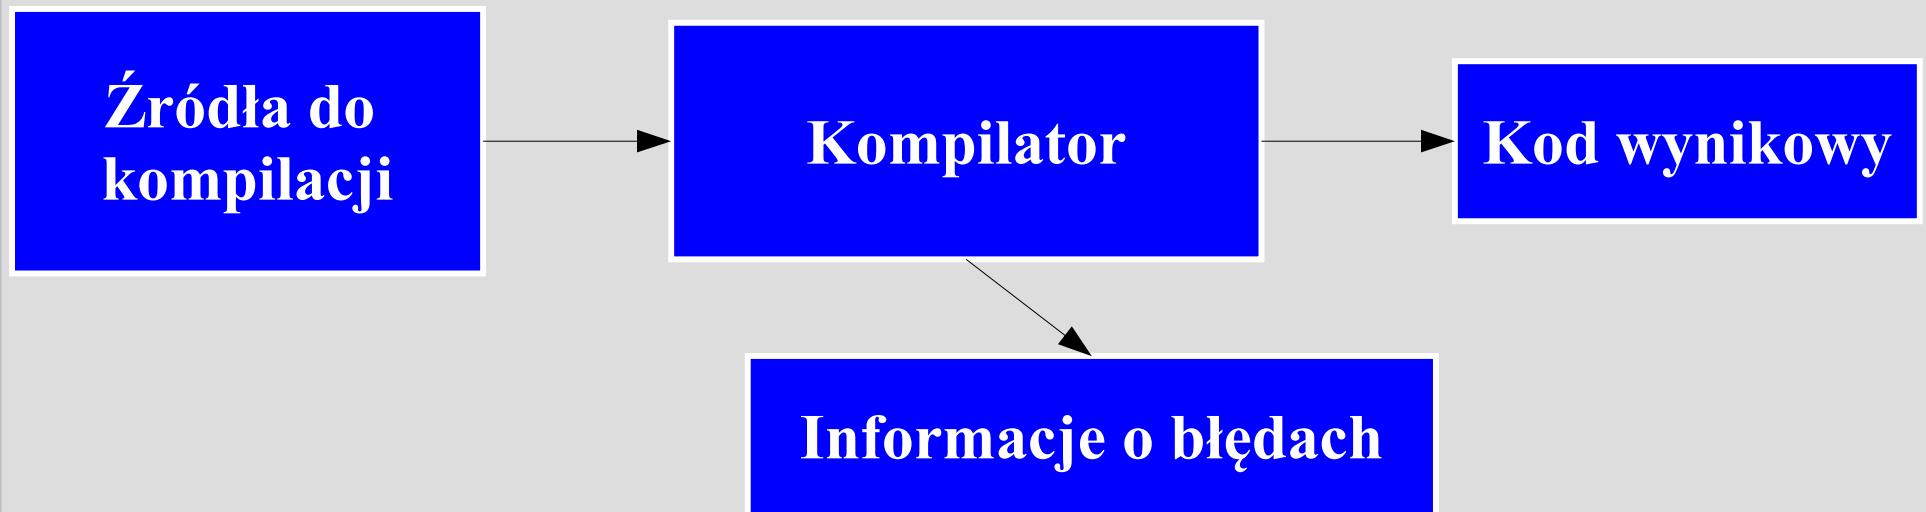 Źródła do
kompilacji
Kompilator
Kod wynikowy
Informacje o błędach